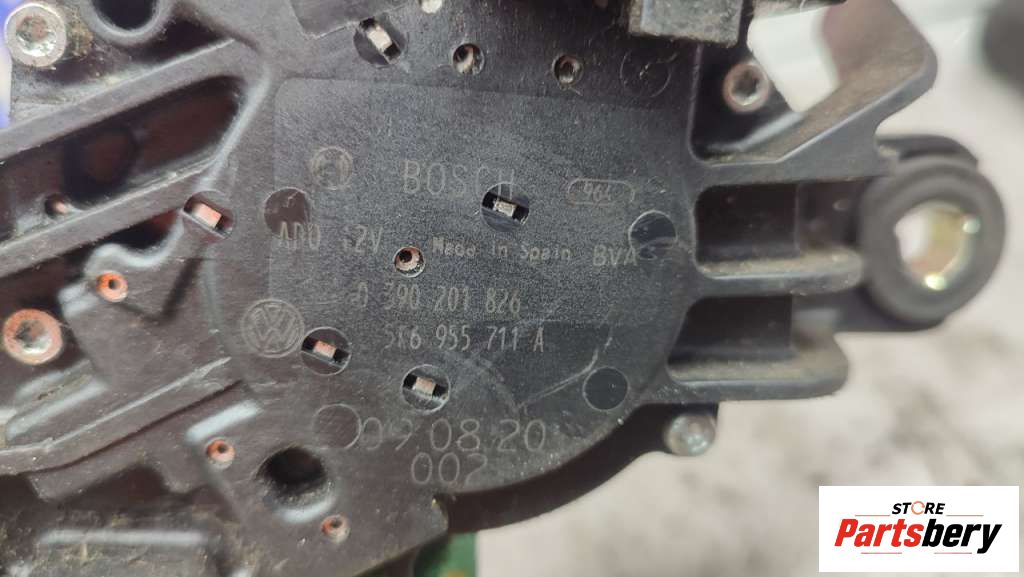 BOSCH
ADO 12V Made in Spain BVA
0 390 201 826
5K6 955 711 A
09.08.20
002
STORE
Partsbery